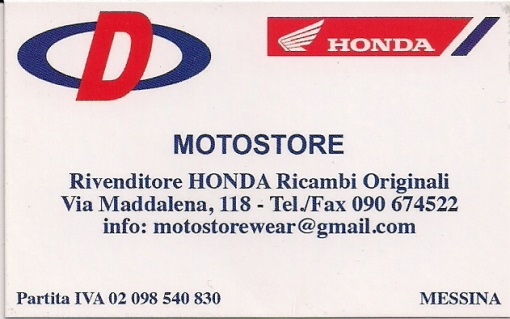 D
HONDA
MOTOSTORE
Rivenditore HONDA Ricambi Originali
Via Maddalena, 118 - Tel./Fax 090 674522
info: motostorewear@gmail.com
Partita IVA 02 098 540 830
MESSINA